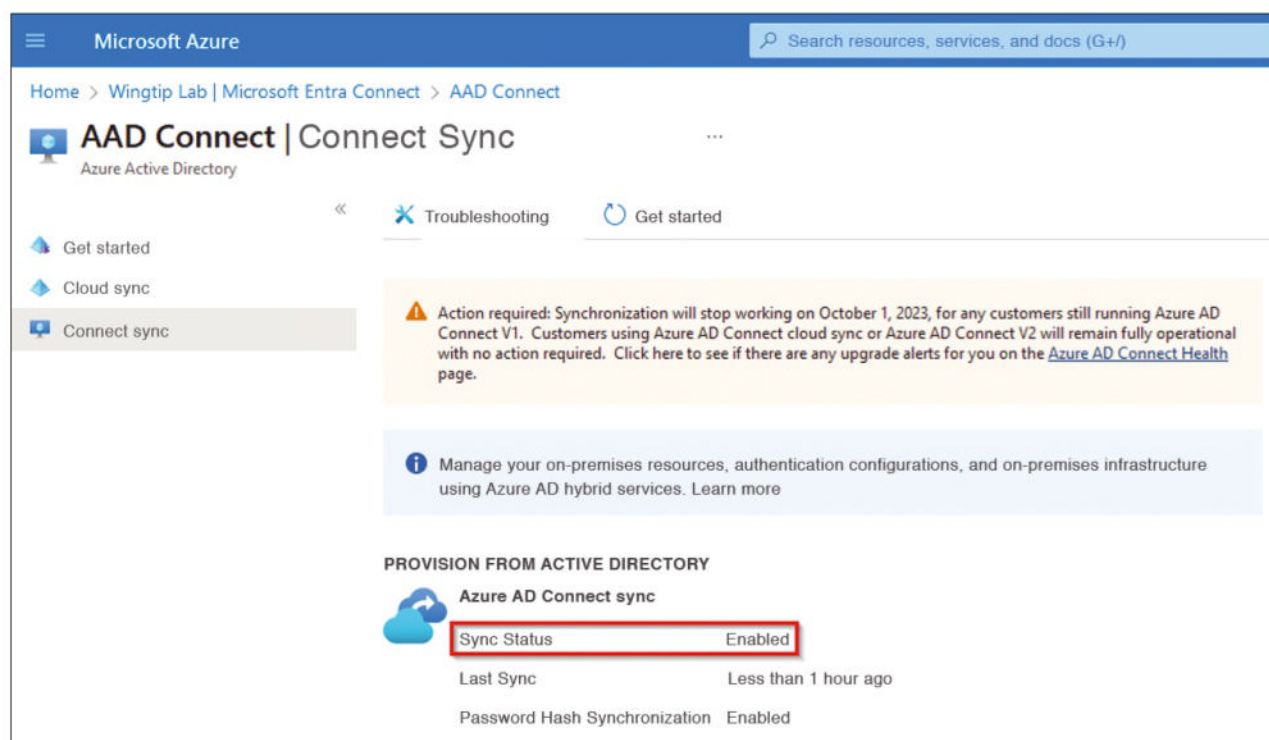 Microsoft Azure
Search resources, services, and docs (G+/)
Home > Wingtip Lab | Microsoft Entra Connect > AAD Connect
AAD Connect | Connect Sync ...
Azure Active Directory
«
Troubleshooting
Get started
Get started
Cloud sync
Connect sync
Action required: Synchronization will stop working on October 1, 2023, for any customers still running Azure AD
Connect V1. Customers using Azure AD Connect cloud sync or Azure AD Connect V2 will remain fully operational
with no action required. Click here to see if there are any upgrade alerts for you on the Azure AD Connect Health
page.
Manage your on-premises resources, authentication configurations, and on-premises infrastructure
using Azure AD hybrid services. Learn more
PROVISION FROM ACTIVE DIRECTORY
Azure AD Connect sync
Sync Status Enabled
Last Sync Less than 1 hour ago
Password Hash Synchronization Enabled